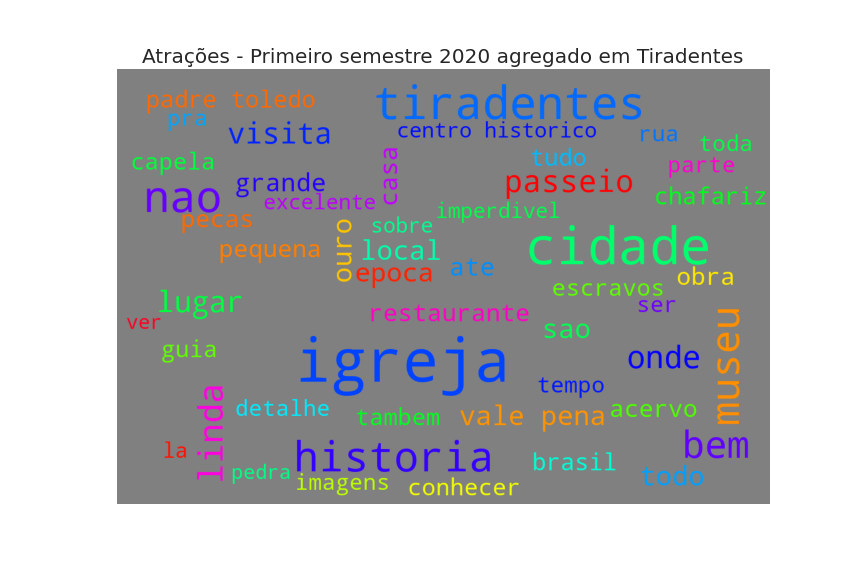 Atrações - Primeiro semestre 2020 agregado em Tiradentes
padre toledo
tiradentes
pra
visita
centro historico
rua
toda
capela
casa
tudo
parte
nao
grande
excelente
passeio
chafariz
pecas
sobre
imperdivel
pequena
ouro
local
cidade
epoca
ate
escravos
obra
lugar
ser
ver
restaurante
sao
museu
guia
igreja
onde
tempo
linda
detalhe
tambem
vale pena
acervo
la
historia
bem
pedra
brasil
imagens
conhecer
todo